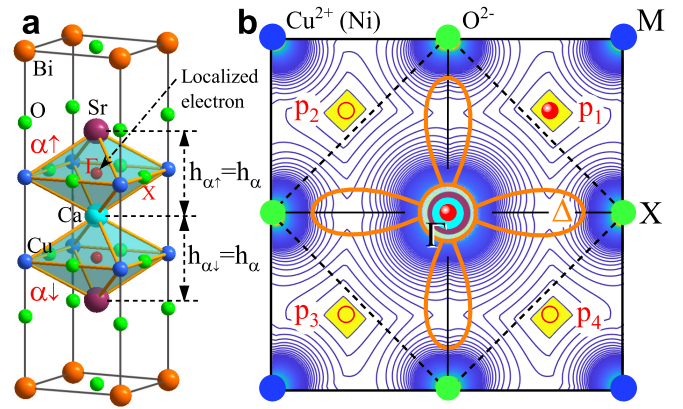 a
Bi
O
Sr
Localized
electron
α↑
Γ
X
h_α↑=h_α
Ca
Cu
h_α↓=h_α
α↓
b
Cu²⁺ (Ni)
O²⁻
M
p₂
p₁
Δ
X
Γ
p₃
p₄